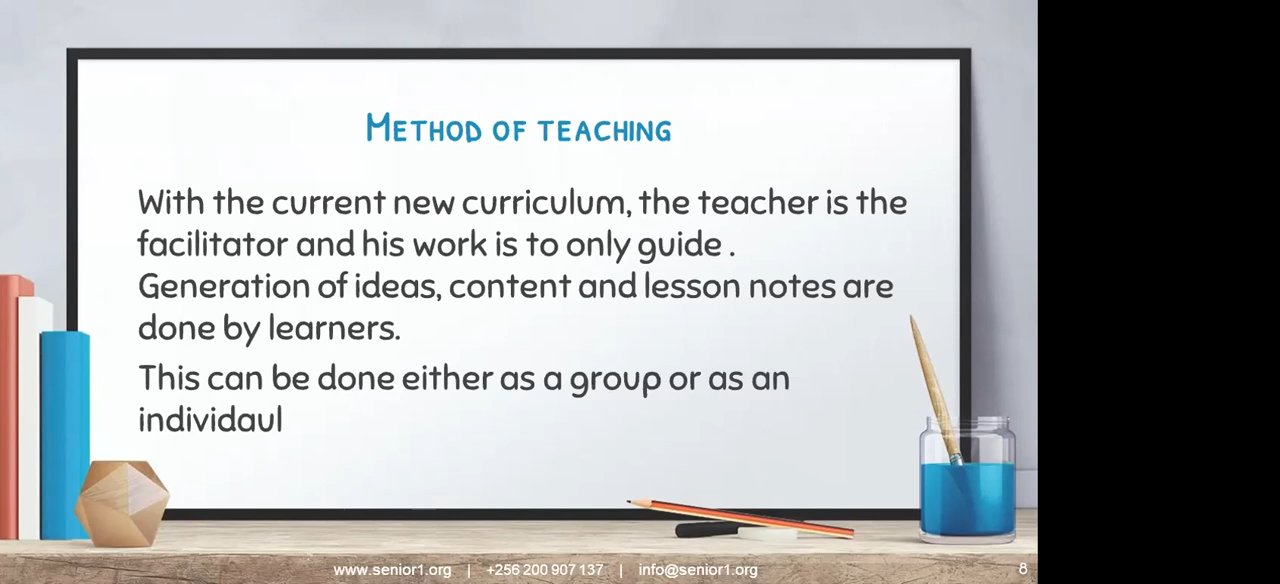 METHOD OF TEACHING
With the current new curriculum, the teacher is the
facilitator and his work is to only guide .
Generation of ideas, content and lesson notes are
done by learners.
This can be done either as a group or as an
individaul
www.senior1.org | +256 200 907 137 | info@senior1.org
8